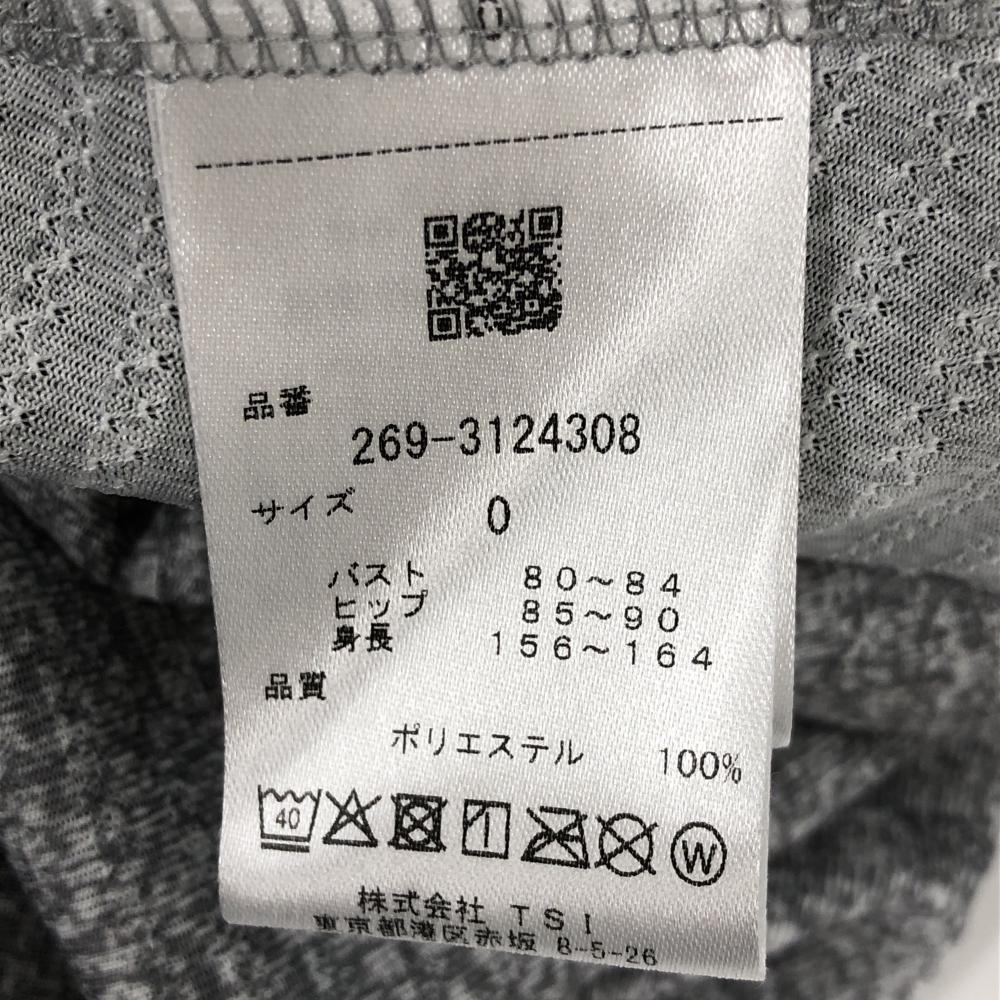 品番
269-3124308
サイズ 0
バスト 80～84
ヒップ 85～90
身長 156～164
品質
ポリエステル 100%
40 W
株式会社 TSI
東京都港区赤坂 8-5-26